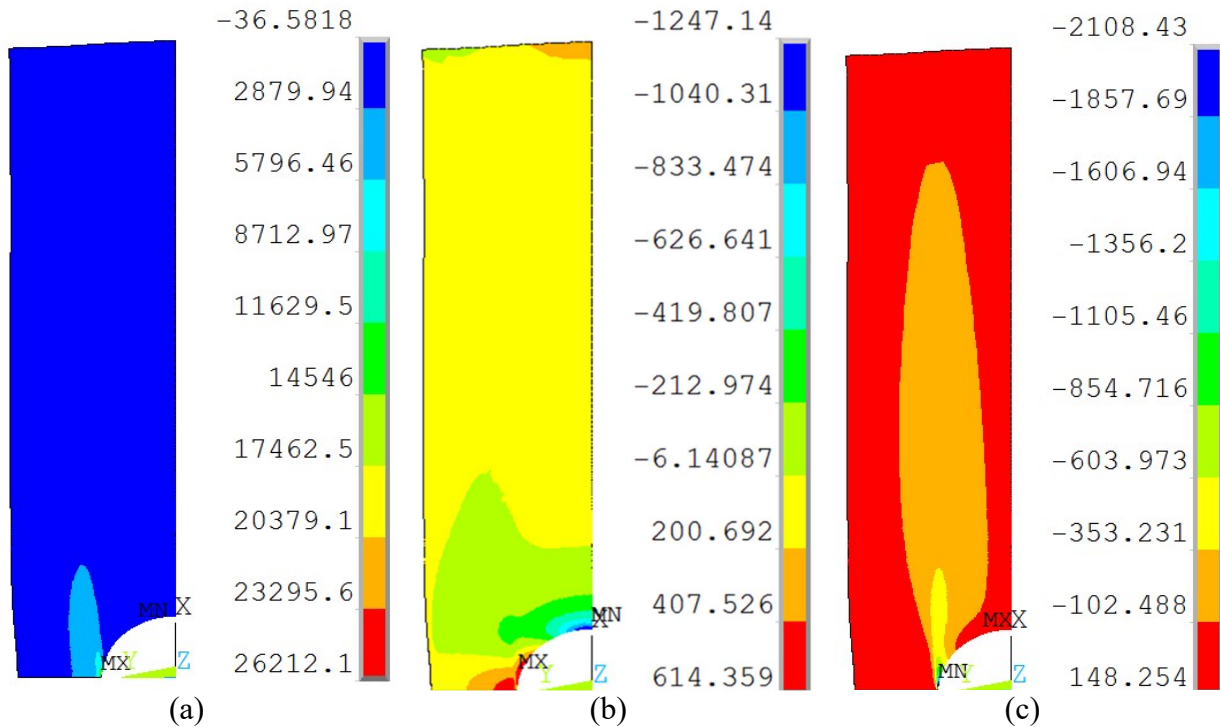 -36.5818
2879.94
5796.46
8712.97
11629.5
14546
17462.5
20379.1
23295.6
26212.1
MN X
MX Y Z
(a)
-1247.14
-1040.31
-833.474
-626.641
-419.807
-212.974
-6.14087
200.692
407.526
614.359
MN
X
MX
Y Z
(b)
-2108.43
-1857.69
-1606.94
-1356.2
-1105.46
-854.716
-603.973
-353.231
-102.488
148.254
MX X
MN Y Z
(c)